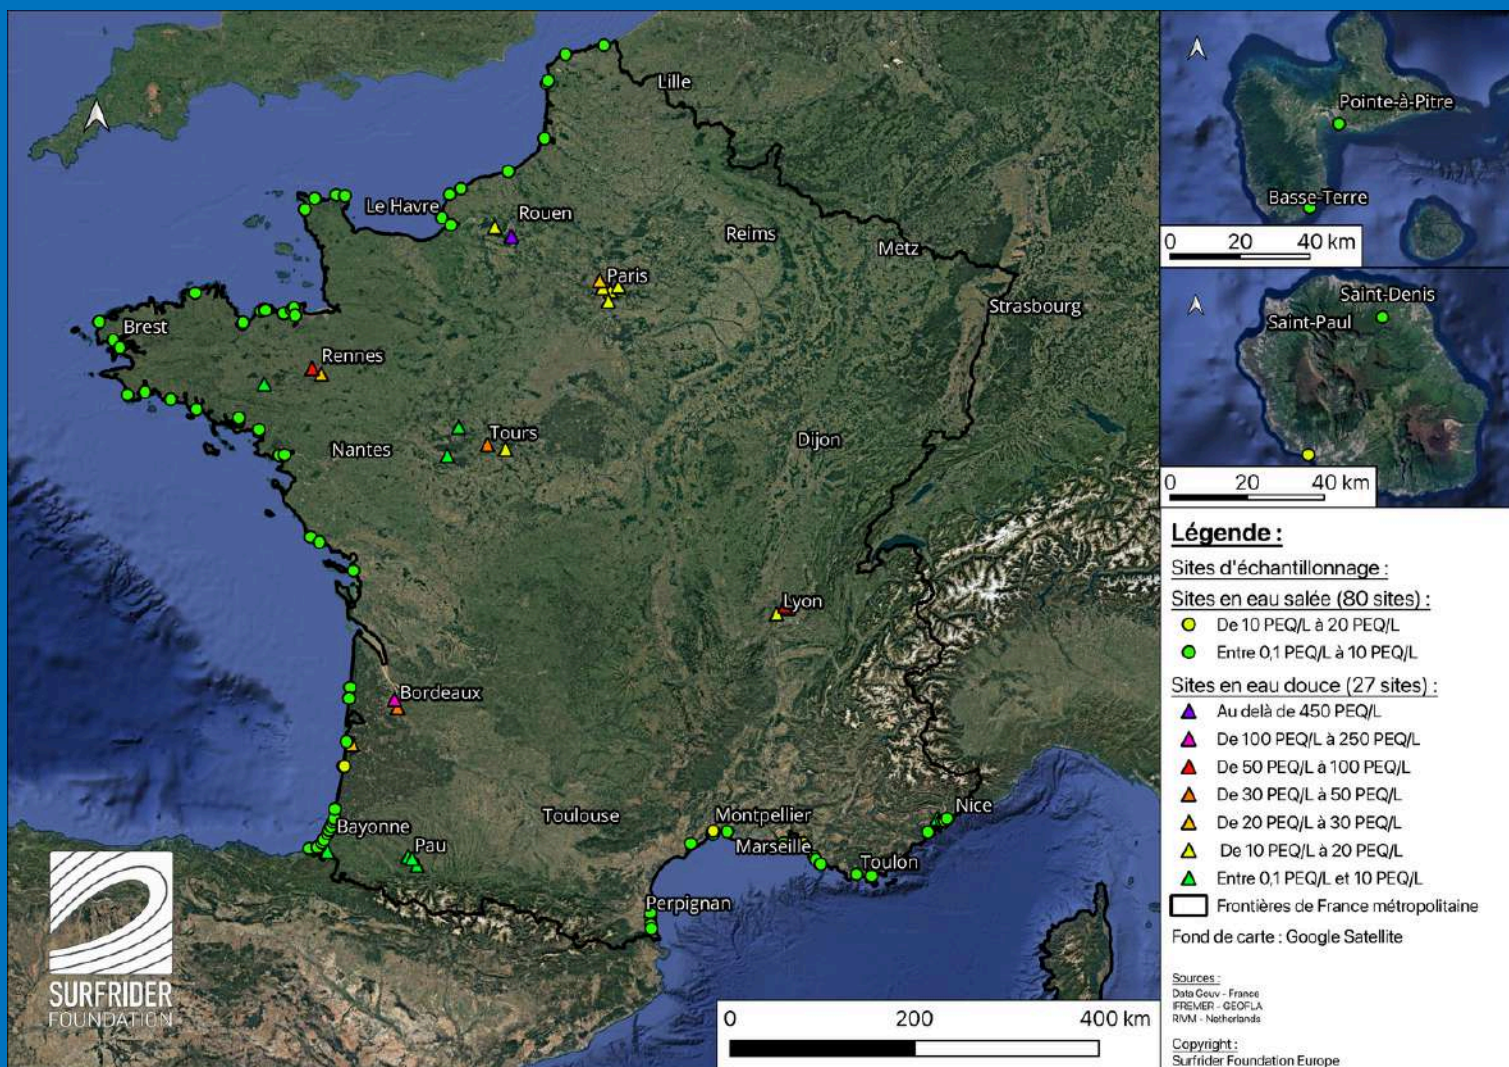 Lille
Le Havre
Rouen
Reims
Metz
Paris
Strasbourg
Brest
Rennes
Nantes
Tours
Dijon
Lyon
Bordeaux
Toulouse
Montpellier
Nice
Bayonne
Pau
Marseille
Toulon
Perpignan
SURFRIDER
FOUNDATION
0 200 400 km
Pointe-à-Pitre
Basse-Terre
0 20 40 km
Saint-Denis
Saint-Paul
0 20 40 km
Légende :
Sites d'échantillonnage :
Sites en eau salée (80 sites) :
De 10 PEQ/L à 20 PEQ/L
Entre 0,1 PEQ/L à 10 PEQ/L
Sites en eau douce (27 sites) :
Au delà de 450 PEQ/L
De 100 PEQ/L à 250 PEQ/L
De 50 PEQ/L à 100 PEQ/L
De 30 PEQ/L à 50 PEQ/L
De 20 PEQ/L à 30 PEQ/L
De 10 PEQ/L à 20 PEQ/L
Entre 0,1 PEQ/L et 10 PEQ/L
Frontières de France métropolitaine
Fond de carte : Google Satellite
Sources :
Data Gouv - France
IFREMER - GEOFLA
RIVM - Netherlands
Copyright :
Surfrider Foundation Europe